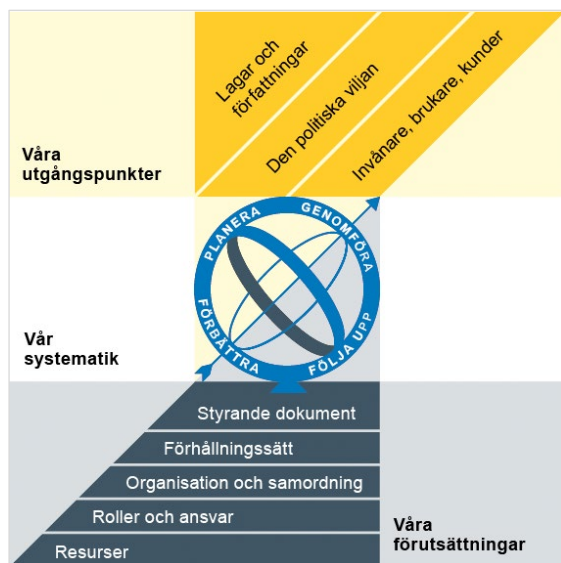 Lagar och
författningar
Den politiska viljan
Invånare, brukare, kunder
Våra
utgångspunkter
PLANERA
GENOMFÖRA
FÖRBÄTTRA
FÖLJA UPP
Vår
systematik
Styrande dokument
Förhållningssätt
Organisation och samordning
Roller och ansvar
Resurser
Våra
förutsättningar